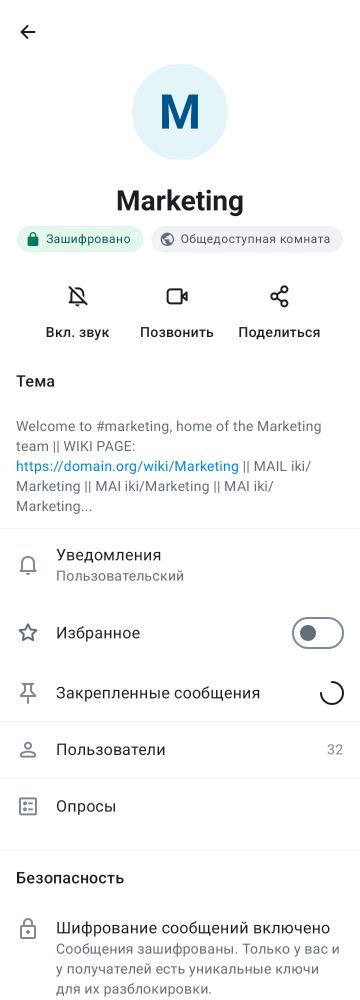 M
Marketing
Зашифровано
Общедоступная комната
Вкл. звук
Позвонить
Поделиться
Тема
Welcome to #marketing, home of the Marketing
team || WIKI PAGE:
https://domain.org/wiki/Marketing || MAIL iki/
Marketing || MAI iki/Marketing || MAI iki/
Marketing...
Уведомления
Пользовательский
Избранное
Закрепленные сообщения
Пользователи 32
Опросы
Безопасность
Шифрование сообщений включено
Сообщения зашифрованы. Только у вас и
у получателей есть уникальные ключи
для их разблокировки.